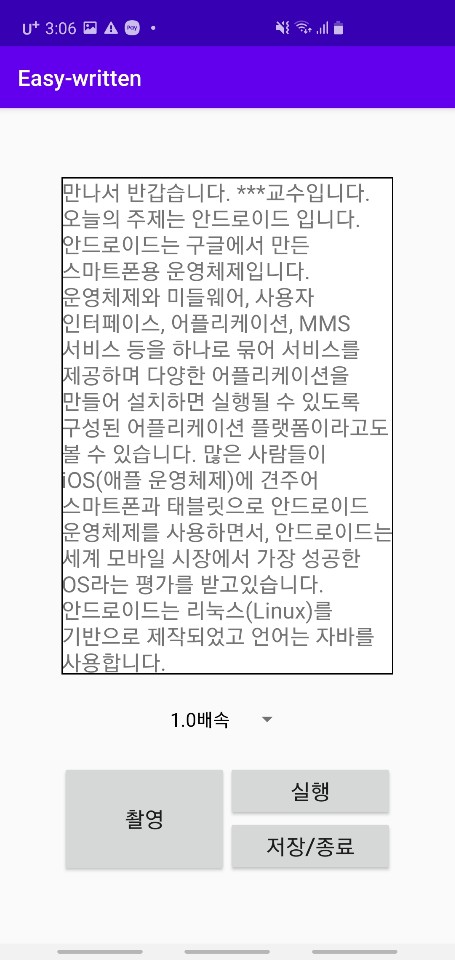 U+ 3:06 Pay
Easy-written
만나서 반갑습니다. ***교수입니다.
오늘의 주제는 안드로이드 입니다.
안드로이드는 구글에서 만든
스마트폰용 운영체제입니다.
운영체제와 미들웨어, 사용자
인터페이스, 어플리케이션, MMS
서비스 등을 하나로 묶어 서비스를
제공하며 다양한 어플리케이션을
만들어 설치하면 실행될 수 있도록
구성된 어플리케이션 플랫폼이라고도
볼 수 있습니다. 많은 사람들이
iOS(애플 운영체제)에 견주어
스마트폰과 태블릿으로 안드로이드
운영체제를 사용하면서, 안드로이드는
세계 모바일 시장에서 가장 성공한
OS라는 평가를 받고있습니다.
안드로이드는 리눅스(Linux)를
기반으로 제작되었고 언어는 자바를
사용합니다.
1.0배속
촬영
실행
저장/종료